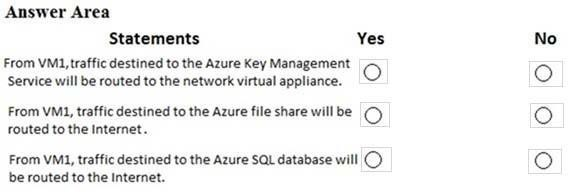 Answer Area
Statements Yes No
From VM1, traffic destined to the Azure Key Management
Service will be routed to the network virtual appliance.
From VM1, traffic destined to the Azure file share will be
routed to the Internet.
From VM1, traffic destined to the Azure SQL database will
be routed to the Internet.